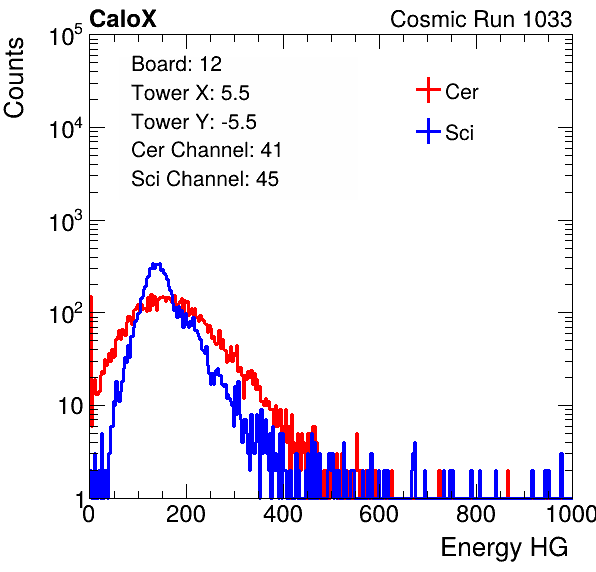 CaloX Cosmic Run 1033
Counts
10^5
10^4
10^3
10^2
10
1
Board: 12
Tower X: 5.5
Tower Y: -5.5
Cer Channel: 41
Sci Channel: 45
Cer
Sci
0 200 400 600 800 1000
Energy HG